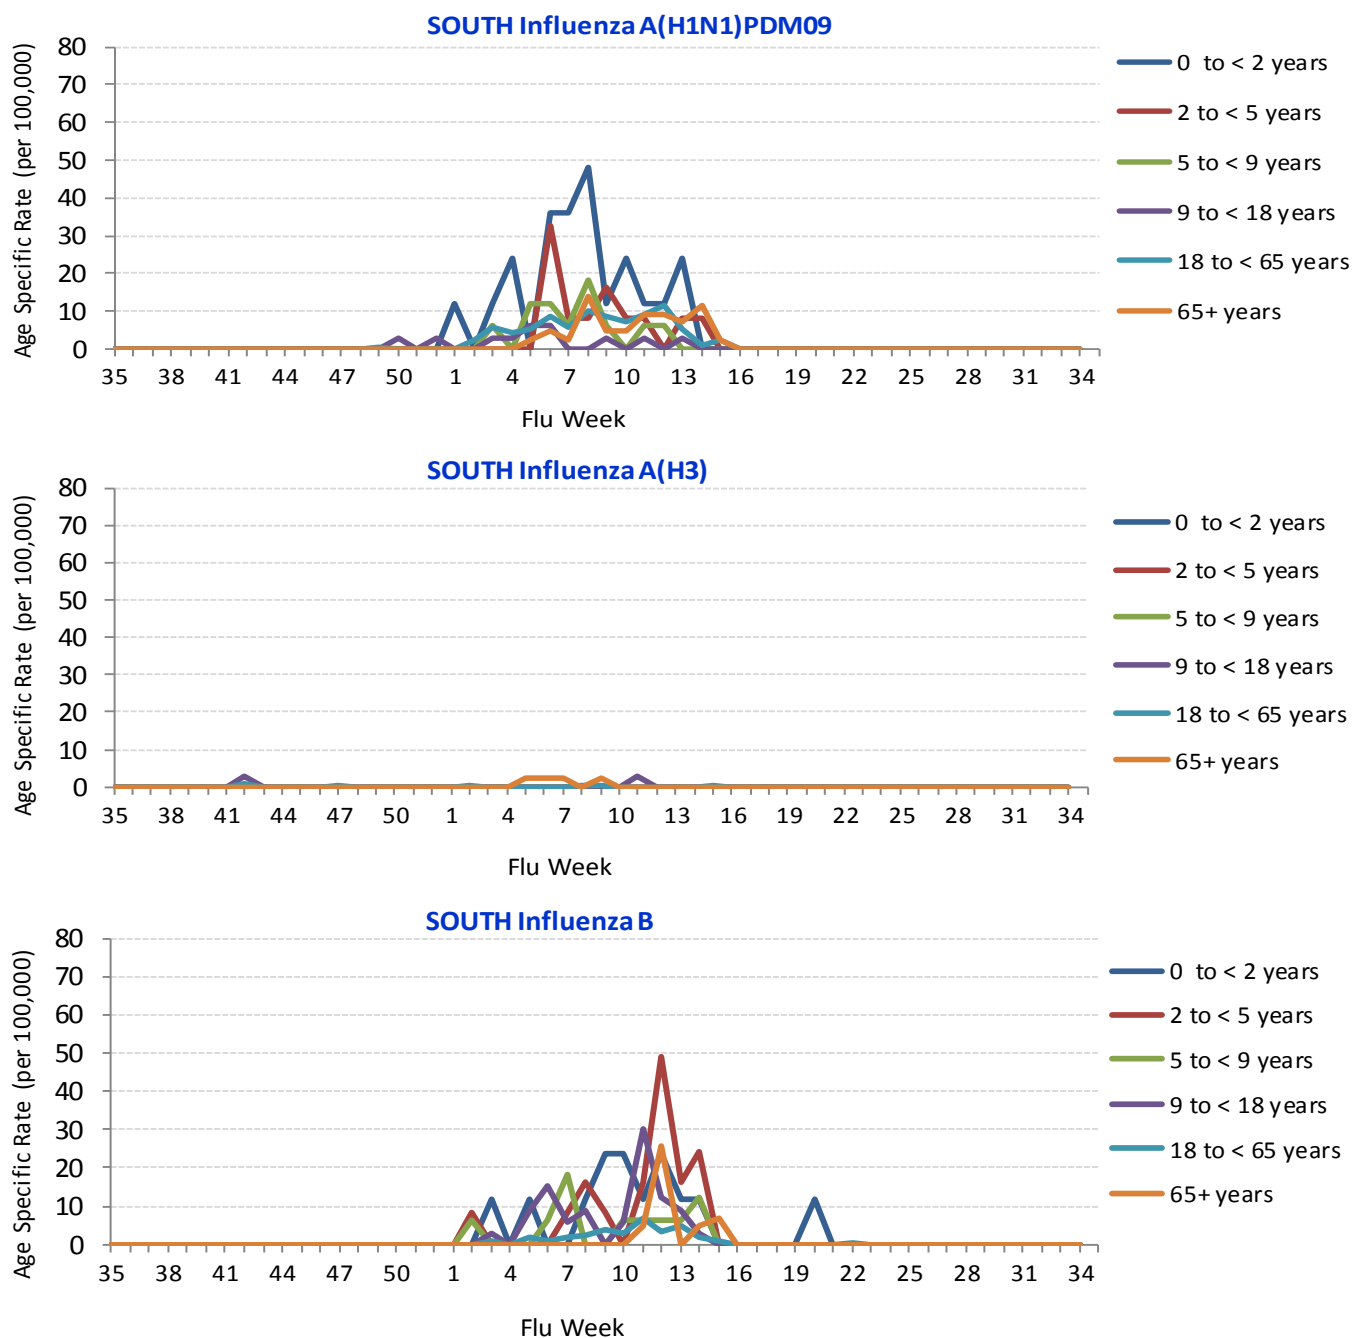 SOUTH Influenza A(H1N1)PDM09
Age Specific Rate (per 100,000)
80
70
60
50
40
30
20
10
0
35 38 41 44 47 50 1 4 7 10 13 16 19 22 25 28 31 34
Flu Week
0 to < 2 years
2 to < 5 years
5 to < 9 years
9 to < 18 years
18 to < 65 years
65+ years
SOUTH Influenza A(H3)
Age Specific Rate (per 100,000)
80
70
60
50
40
30
20
10
0
35 38 41 44 47 50 1 4 7 10 13 16 19 22 25 28 31 34
Flu Week
0 to < 2 years
2 to < 5 years
5 to < 9 years
9 to < 18 years
18 to < 65 years
65+ years
SOUTH Influenza B
Age Specific Rate (per 100,000)
80
70
60
50
40
30
20
10
0
35 38 41 44 47 50 1 4 7 10 13 16 19 22 25 28 31 34
Flu Week
0 to < 2 years
2 to < 5 years
5 to < 9 years
9 to < 18 years
18 to < 65 years
65+ years